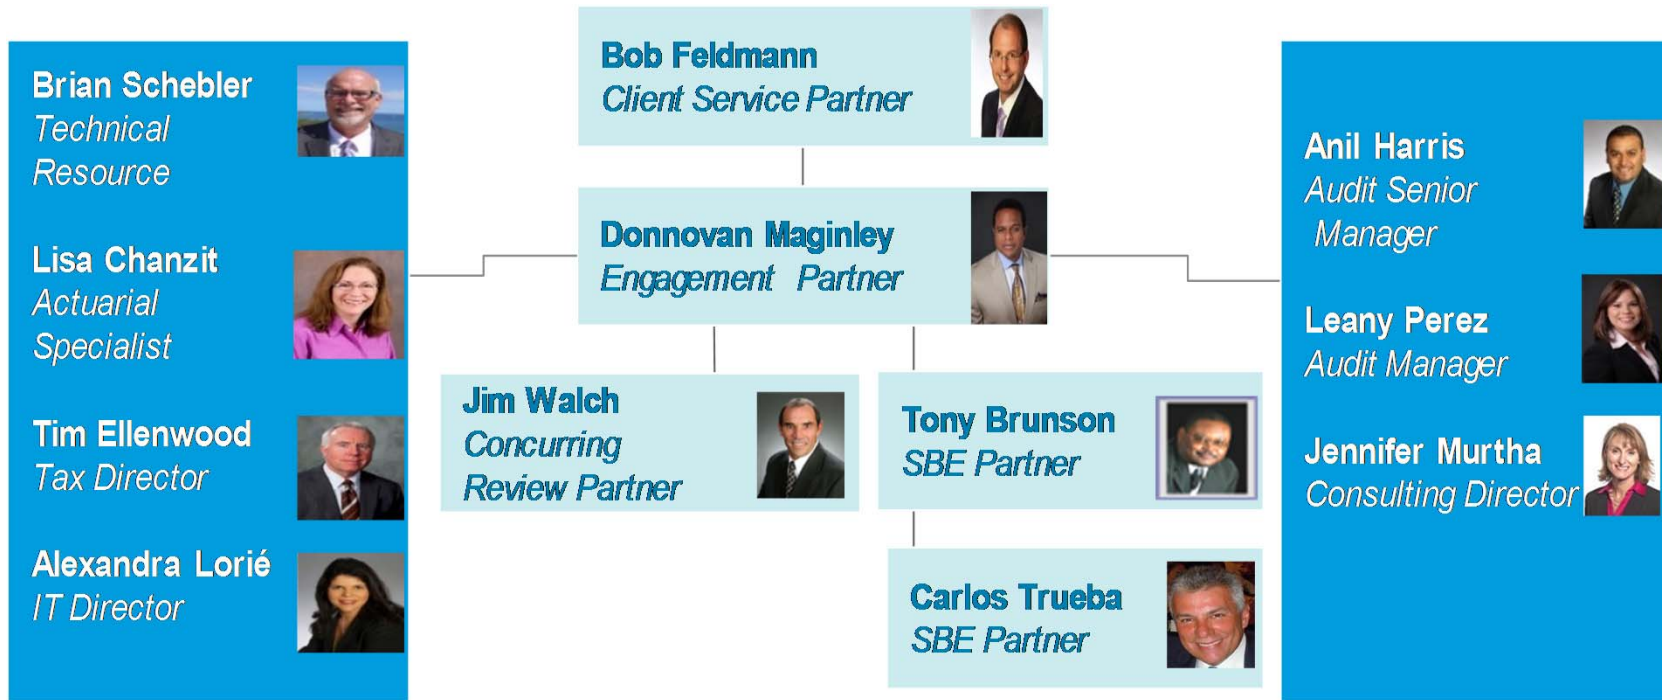 Brian Schebler
Technical
Resource
Lisa Chanzit
Actuarial
Specialist
Tim Ellenwood
Tax Director
Alexandra Lorié
IT Director
Bob Feldmann
Client Service Partner
Donnovan Maginley
Engagement Partner
Jim Walch
Concurring
Review Partner
Tony Brunson
SBE Partner
Carlos Trueba
SBE Partner
Anil Harris
Audit Senior
Manager
Leany Perez
Audit Manager
Jennifer Murtha
Consulting Director